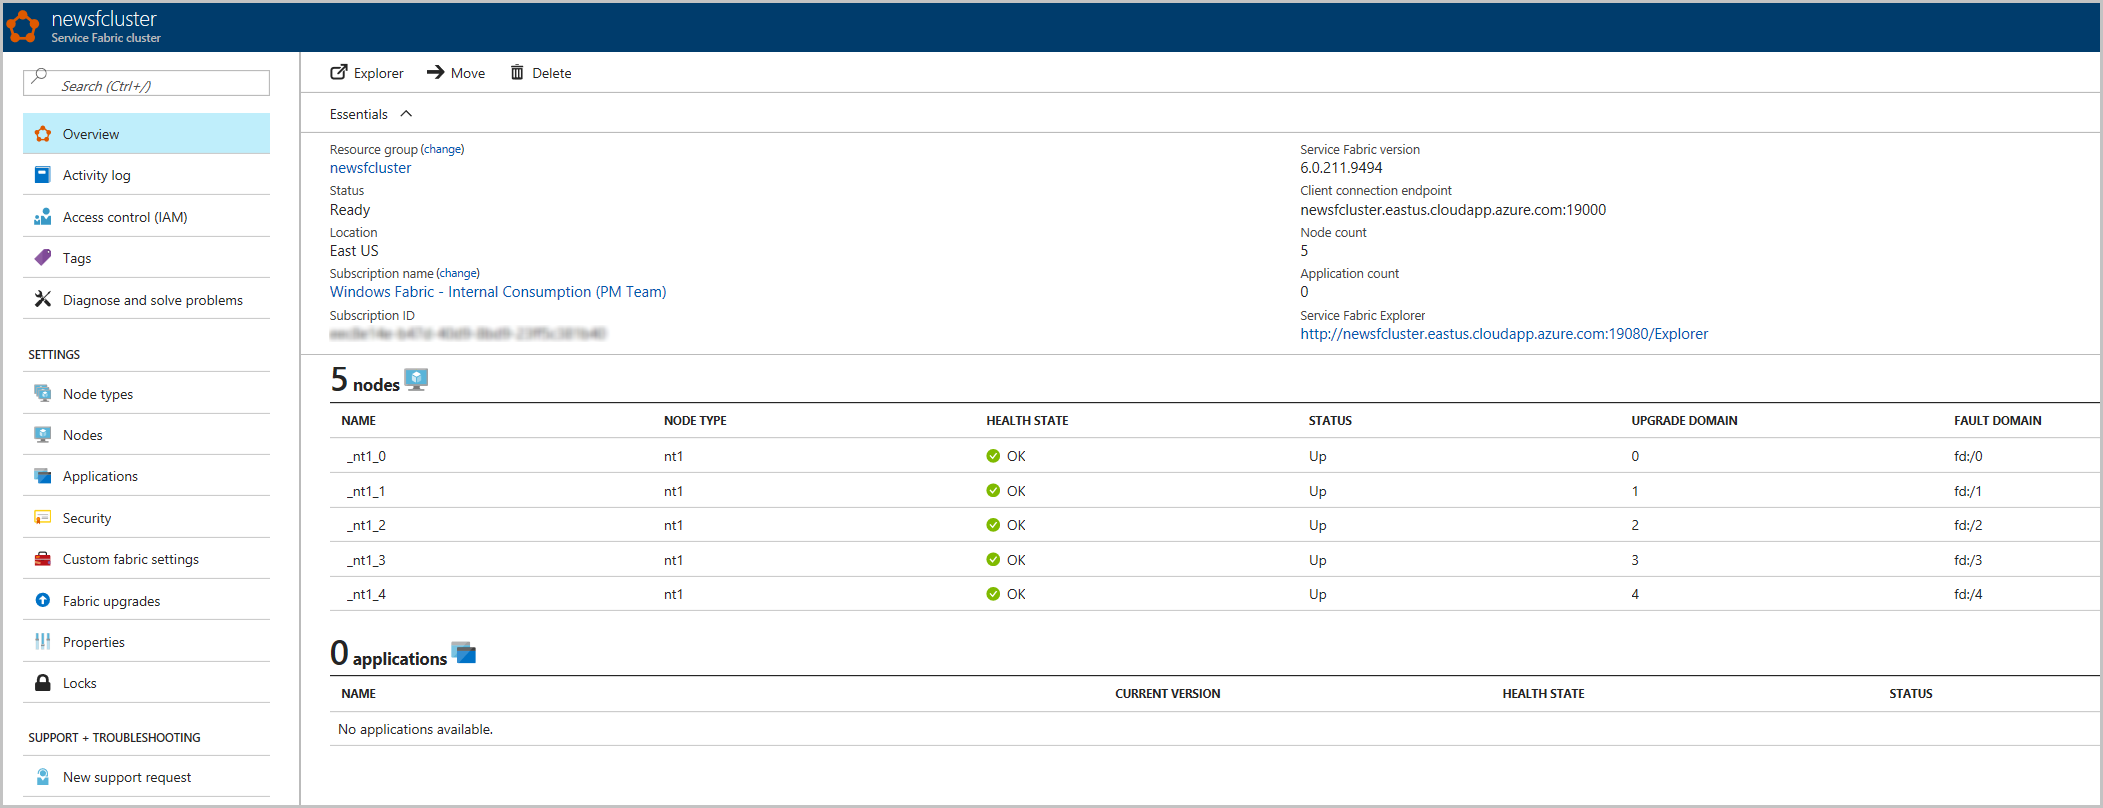 newsfcluster
Service Fabric cluster
Search (Ctrl+/)
Overview
Activity log
Access control (IAM)
Tags
Diagnose and solve problems
SETTINGS
Node types
Nodes
Applications
Security
Custom fabric settings
Fabric upgrades
Properties
Locks
SUPPORT + TROUBLESHOOTING
New support request
Explorer Move Delete
Essentials
Resource group (change)
newsfcluster
Status
Ready
Location
East US
Subscription name (change)
Windows Fabric - Internal Consumption (PM Team)
Subscription ID
Service Fabric version
6.0.211.9494
Client connection endpoint
newsfcluster.eastus.cloudapp.azure.com:19000
Node count
5
Application count
0
Service Fabric Explorer
http://newsfcluster.eastus.cloudapp.azure.com:19080/Explorer
5 nodes
NAME NODE TYPE HEALTH STATE STATUS UPGRADE DOMAIN FAULT DOMAIN
_nt1_0 nt1 OK Up 0 fd:/0
_nt1_1 nt1 OK Up 1 fd:/1
_nt1_2 nt1 OK Up 2 fd:/2
_nt1_3 nt1 OK Up 3 fd:/3
_nt1_4 nt1 OK Up 4 fd:/4
0 applications
NAME CURRENT VERSION HEALTH STATE STATUS
No applications available.